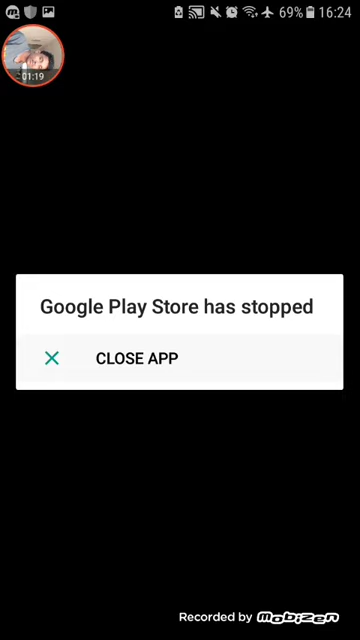 69% 16:24
01:19
Google Play Store has stopped
CLOSE APP
Recorded by mobizen